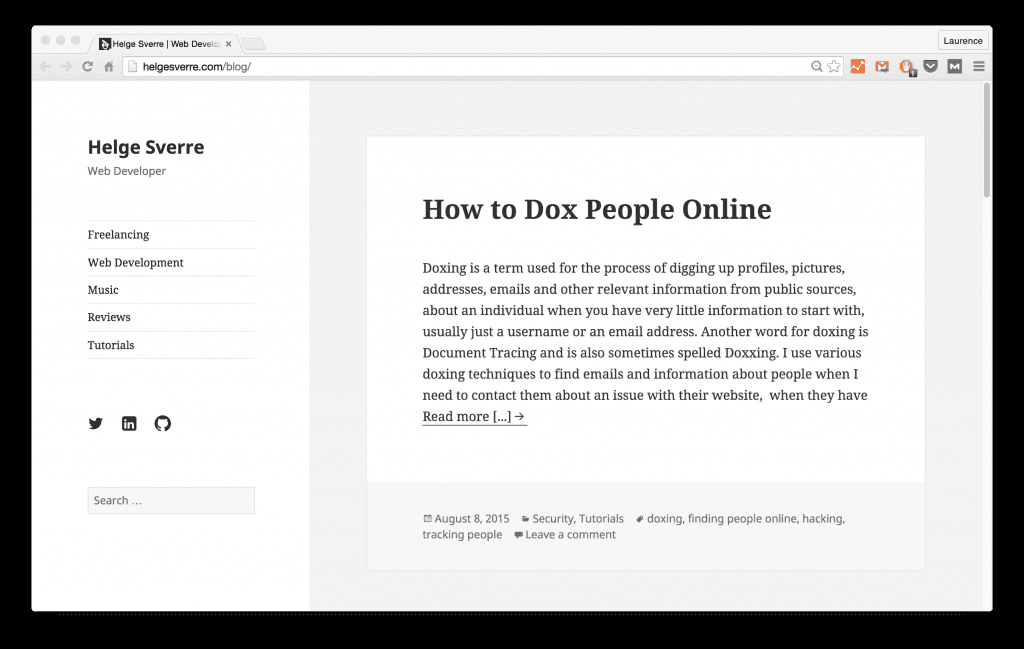 Helge Sverre | Web Develo
Laurence
helgesverre.com/blog/
Helge Sverre
Web Developer
Freelancing
Web Development
Music
Reviews
Tutorials
Search …
How to Dox People Online
Doxing is a term used for the process of digging up profiles, pictures,
addresses, emails and other relevant information from public sources,
about an individual when you have very little information to start with,
usually just a username or an email address. Another word for doxing is
Document Tracing and is also sometimes spelled Doxxing. I use various
doxing techniques to find emails and information about people when I
need to contact them about an issue with their website,  when they have
Read more [...] →
August 8, 2015 Security, Tutorials doxing, finding people online, hacking,
tracking people Leave a comment